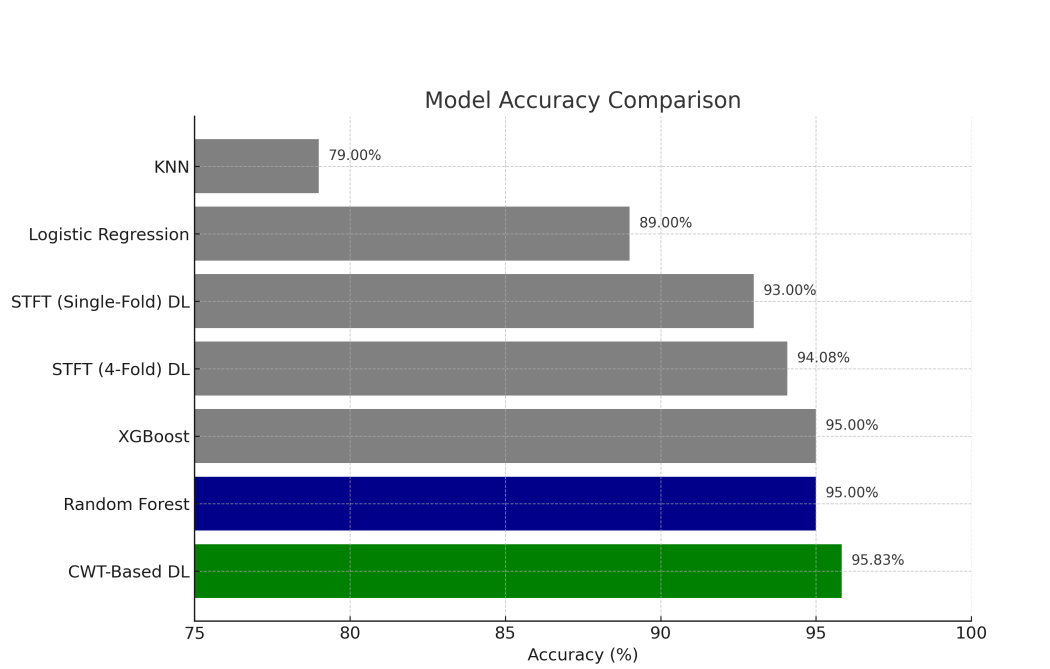 Model Accuracy Comparison
KNN
79.00%
Logistic Regression
89.00%
STFT (Single-Fold) DL
93.00%
STFT (4-Fold) DL
94.08%
XGBoost
95.00%
Random Forest
95.00%
CWT-Based DL
95.83%
75 80 85 90 95 100
Accuracy (%)